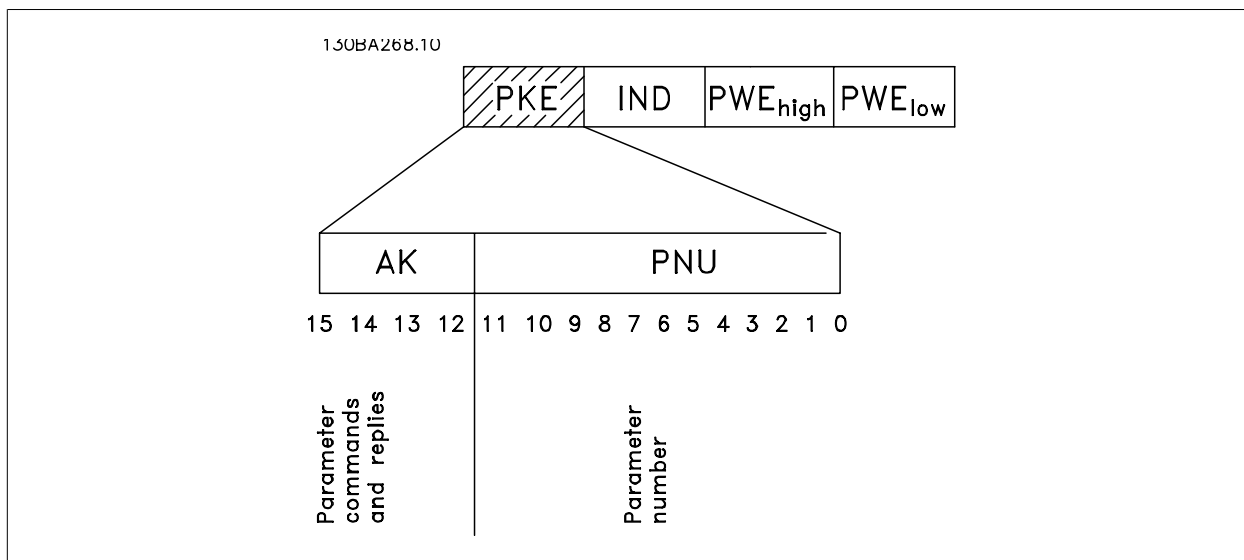 130BA268.10
PKE IND PWEhigh PWElow
AK PNU
15 14 13 12 11 10 9 8 7 6 5 4 3 2 1 0
Parameter
commands
and replies
Parameter
number